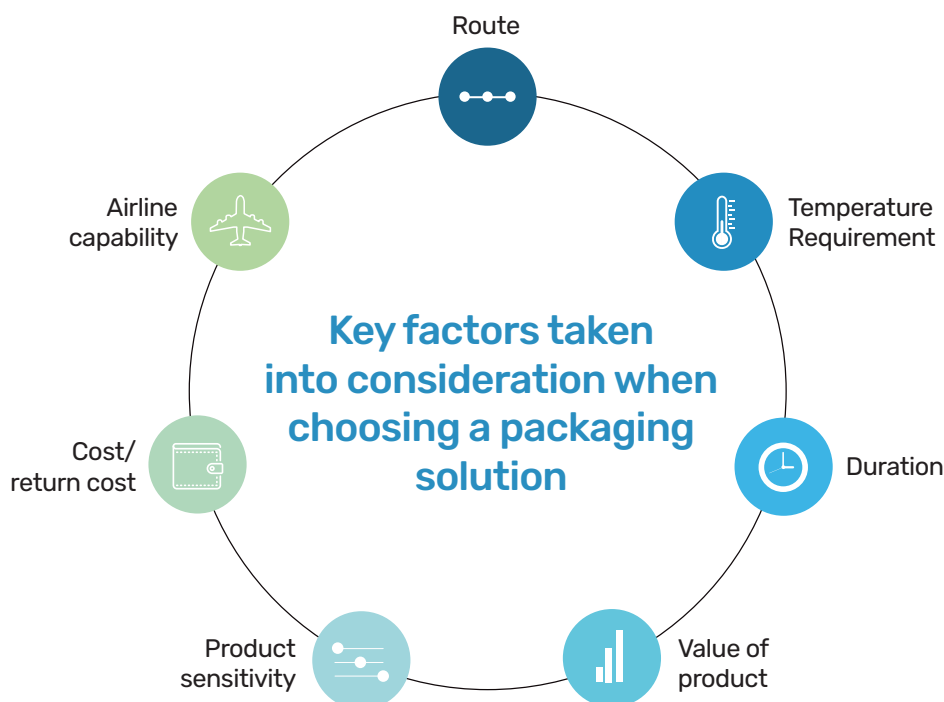 Route
Temperature
Requirement
Duration
Value of
product
Product
sensitivity
Cost/
return cost
Airline
capability
Key factors taken
into consideration when
choosing a packaging
solution